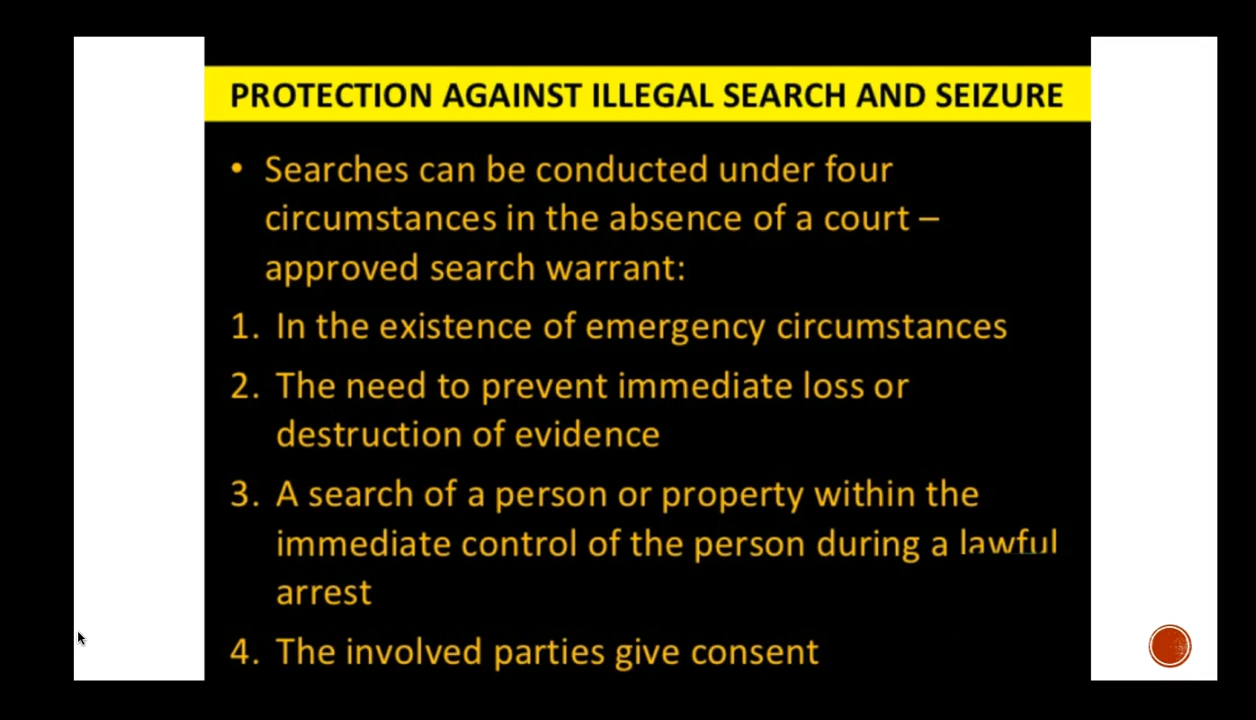 PROTECTION AGAINST ILLEGAL SEARCH AND SEIZURE
• Searches can be conducted under four
circumstances in the absence of a court –
approved search warrant:
1. In the existence of emergency circumstances
2. The need to prevent immediate loss or
destruction of evidence
3. A search of a person or property within the
immediate control of the person during a lawful
arrest
4. The involved parties give consent